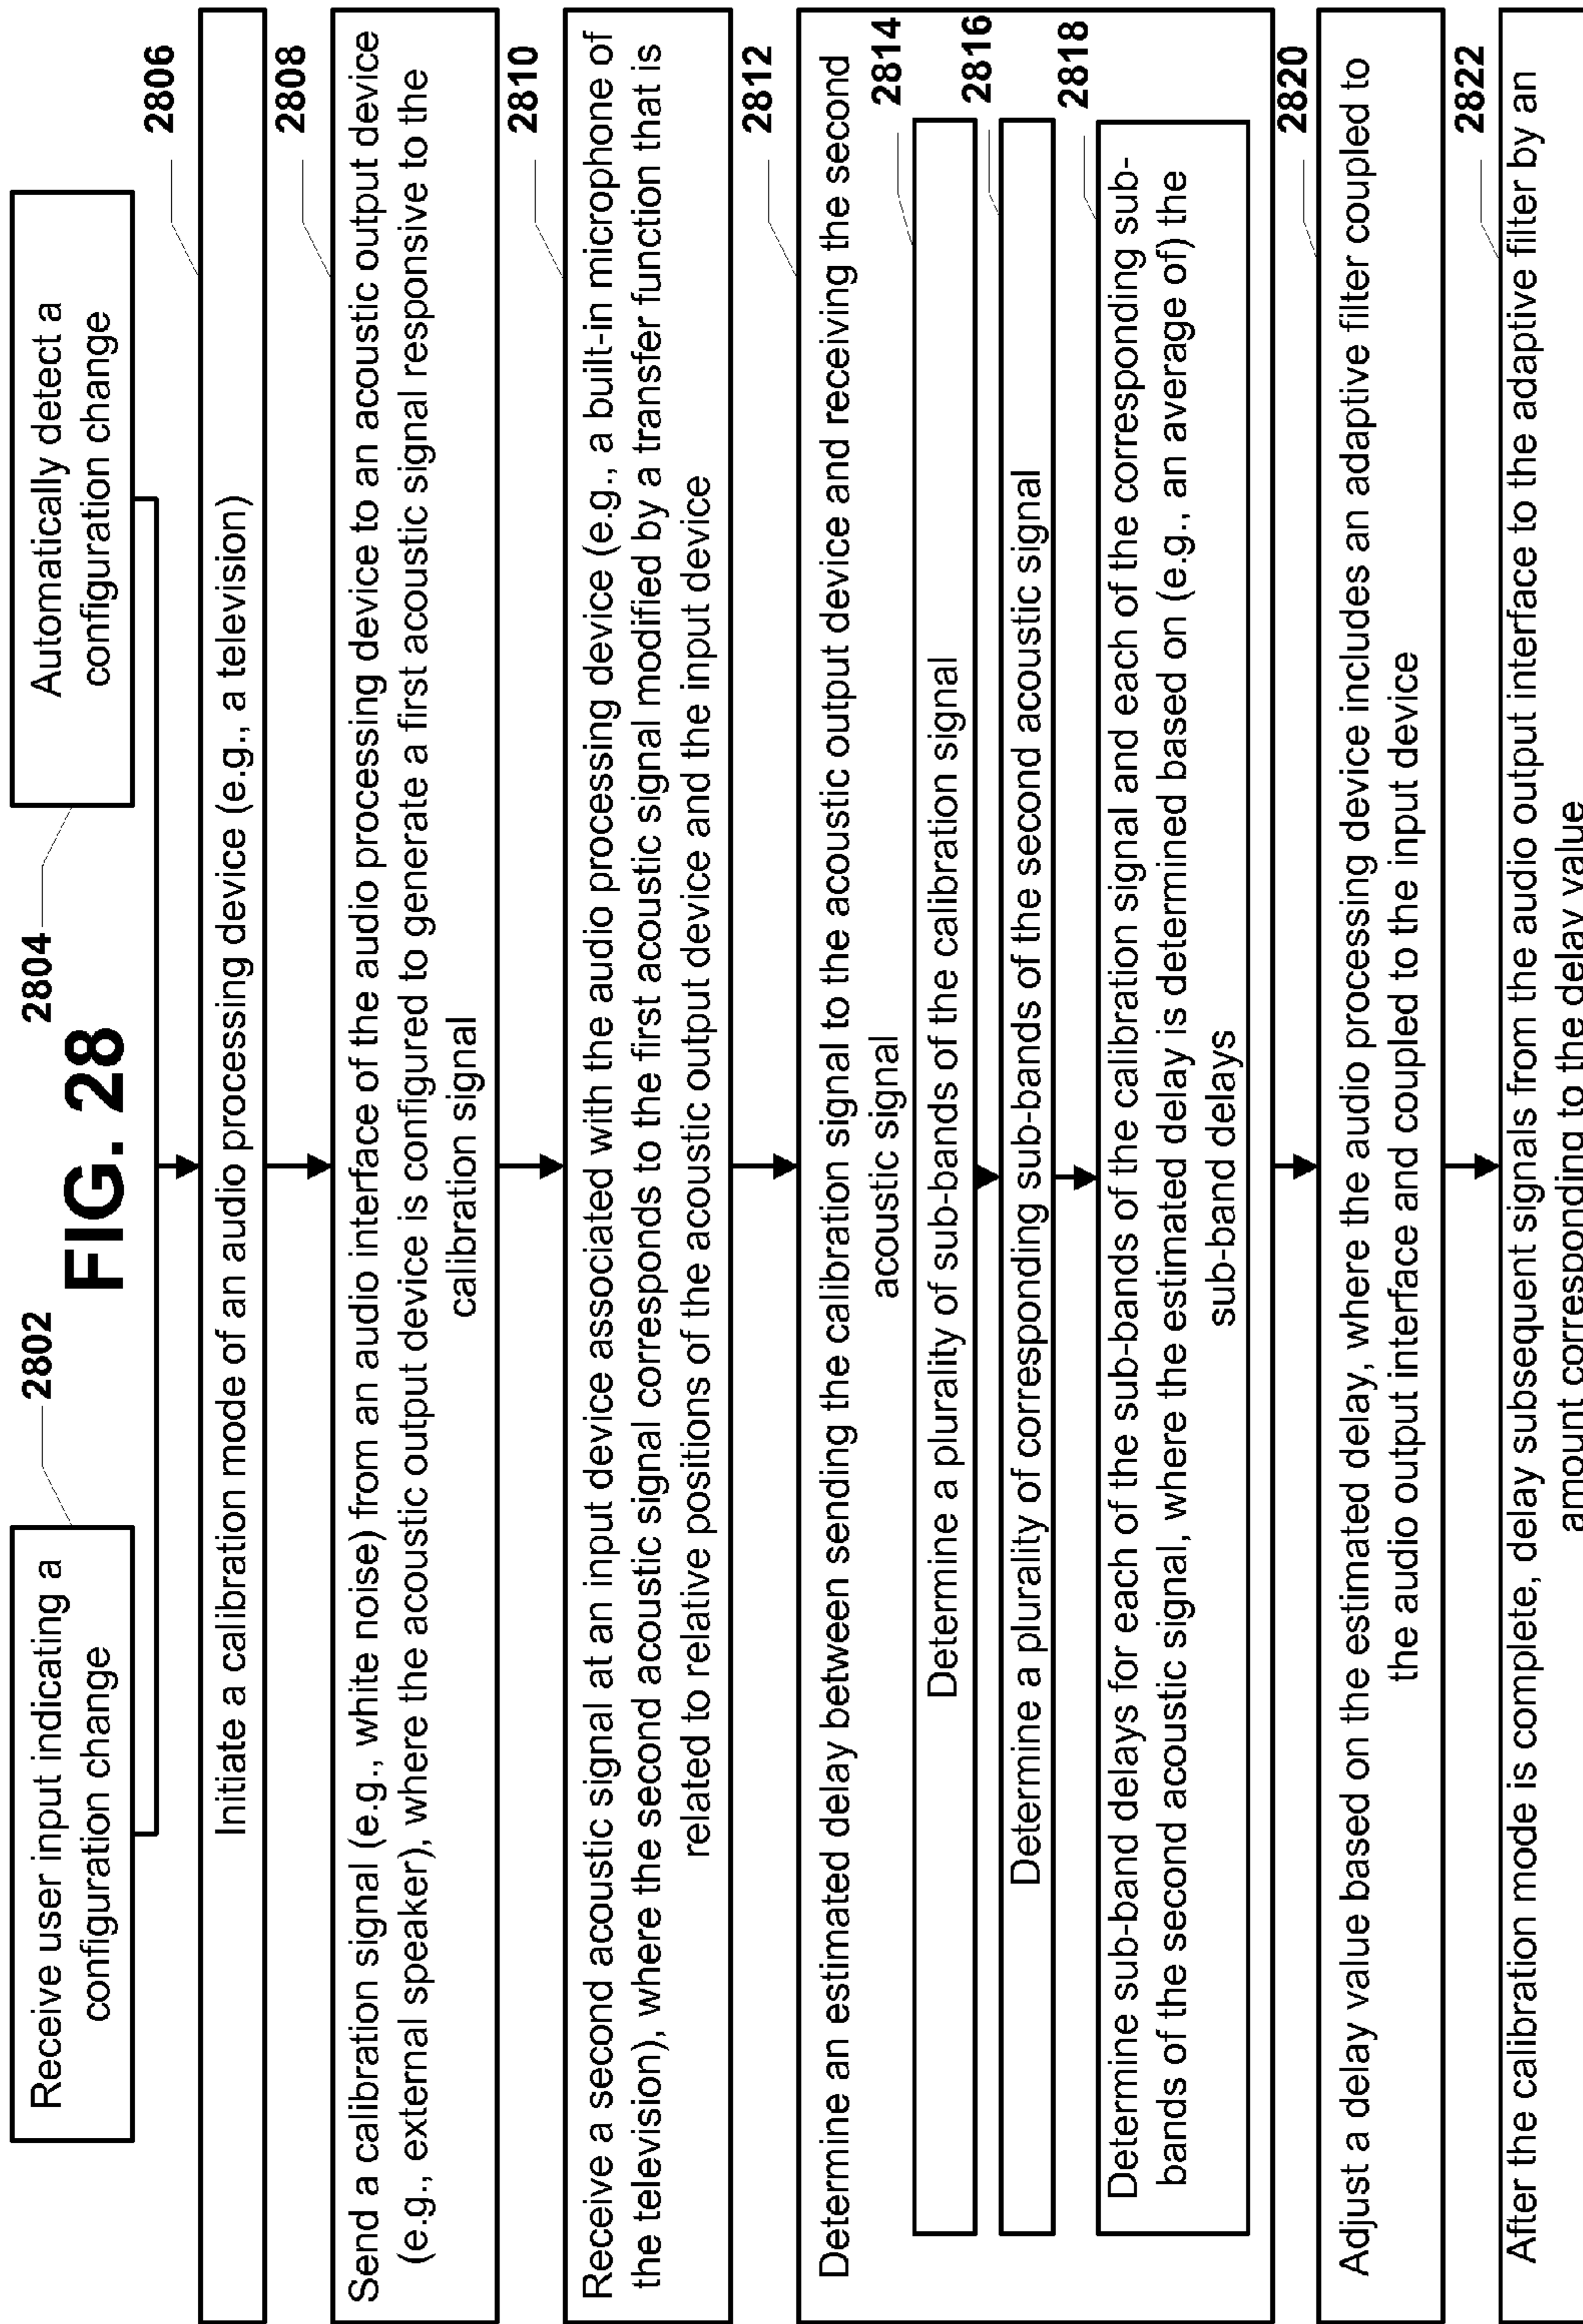 FIG. 28
2802
Receive user input indicating a
configuration change
2804
Automatically detect a
configuration change
2806
Initiate a calibration mode of an audio processing device (e.g., a television)
2808
Send a calibration signal (e.g., white noise) from an audio interface of the audio processing device to an acoustic output device
(e.g., external speaker), where the acoustic output device is configured to generate a first acoustic signal responsive to the
calibration signal
2810
Receive a second acoustic signal at an input device associated with the audio processing device (e.g., a built-in microphone of
the television), where the second acoustic signal corresponds to the first acoustic signal modified by a transfer function that is
related to relative positions of the acoustic output device and the input device
2812
Determine an estimated delay between sending the calibration signal to the acoustic output device and receiving the second
acoustic signal
2814
Determine a plurality of sub-bands of the calibration signal
2816
Determine a plurality of corresponding sub-bands of the second acoustic signal
2818
Determine sub-band delays for each of the sub-bands of the calibration signal and each of the corresponding sub-
bands of the second acoustic signal, where the estimated delay is determined based on (e.g., an average of) the
sub-band delays
2820
Adjust a delay value based on the estimated delay, where the audio processing device includes an adaptive filter coupled to
the audio output interface and coupled to the input device
2822
After the calibration mode is complete, delay subsequent signals from the audio output interface to the adaptive filter by an
amount corresponding to the delay value